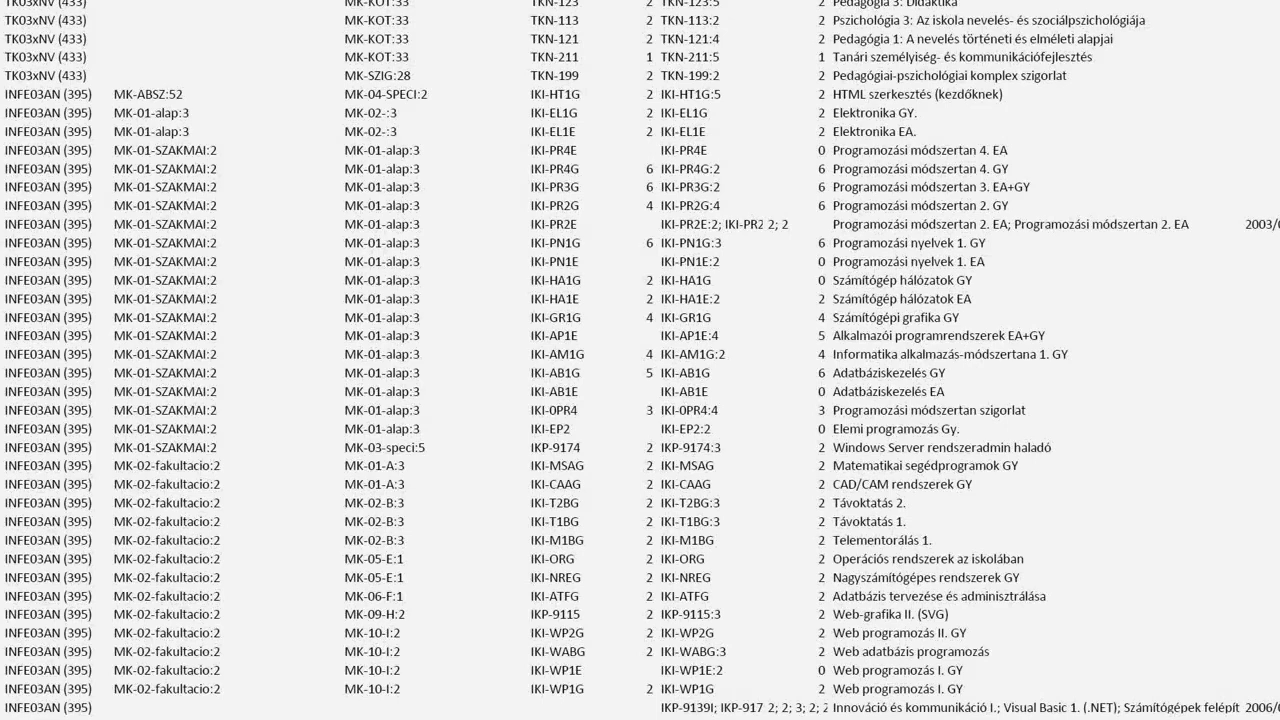 TK03xNV (433) MK-KOT:33 TKN-123 2 TKN-123:5 2 Pedagógia 3: Didaktika
TK03xNV (433) MK-KOT:33 TKN-113 2 TKN-113:2 2 Pszichológia 3: Az iskola nevelés- és szociálpszichológiája
TK03xNV (433) MK-KOT:33 TKN-121 2 TKN-121:4 2 Pedagógia 1: A nevelés történeti és elméleti alapjai
TK03xNV (433) MK-KOT:33 TKN-211 1 TKN-211:5 1 Tanári személyiség- és kommunikációfejlesztés
TK03xNV (433) MK-SZIG:28 TKN-199 2 TKN-199:2 2 Pedagógiai-pszichológiai komplex szigorlat
INFE03AN (395) MK-ABSZ:52 MK-04-SPECI:2 IKI-HT1G 2 IKI-HT1G:5 2 HTML szerkesztés (kezdőknek)
INFE03AN (395) MK-01-alap:3 MK-02-:3 IKI-EL1G 2 IKI-EL1G 2 Elektronika GY.
INFE03AN (395) MK-01-alap:3 MK-02-:3 IKI-EL1E 2 IKI-EL1E 2 Elektronika EA.
INFE03AN (395) MK-01-SZAKMAI:2 MK-01-alap:3 IKI-PR4E IKI-PR4E 0 Programozási módszertan 4. EA
INFE03AN (395) MK-01-SZAKMAI:2 MK-01-alap:3 IKI-PR4G 6 IKI-PR4G:2 6 Programozási módszertan 4. GY
INFE03AN (395) MK-01-SZAKMAI:2 MK-01-alap:3 IKI-PR3G 6 IKI-PR3G:2 6 Programozási módszertan 3. EA+GY
INFE03AN (395) MK-01-SZAKMAI:2 MK-01-alap:3 IKI-PR2G 4 IKI-PR2G:4 6 Programozási módszertan 2. GY
INFE03AN (395) MK-01-SZAKMAI:2 MK-01-alap:3 IKI-PR2E IKI-PR2E:2; IKI-PR2 2; 2 Programozási módszertan 2. EA; Programozási módszertan 2. EA 2003/
INFE03AN (395) MK-01-SZAKMAI:2 MK-01-alap:3 IKI-PN1G 6 IKI-PN1G:3 6 Programozási nyelvek 1. GY
INFE03AN (395) MK-01-SZAKMAI:2 MK-01-alap:3 IKI-PN1E IKI-PN1E:2 0 Programozási nyelvek 1. EA
INFE03AN (395) MK-01-SZAKMAI:2 MK-01-alap:3 IKI-HA1G 2 IKI-HA1G 0 Számítógép hálózatok GY
INFE03AN (395) MK-01-SZAKMAI:2 MK-01-alap:3 IKI-HA1E 2 IKI-HA1E:2 2 Számítógép hálózatok EA
INFE03AN (395) MK-01-SZAKMAI:2 MK-01-alap:3 IKI-GR1G 4 IKI-GR1G 4 Számítógépi grafika GY
INFE03AN (395) MK-01-SZAKMAI:2 MK-01-alap:3 IKI-AP1E IKI-AP1E:4 5 Alkalmazói programrendszerek EA+GY
INFE03AN (395) MK-01-SZAKMAI:2 MK-01-alap:3 IKI-AM1G 4 IKI-AM1G:2 4 Informatika alkalmazás-módszertana 1. GY
INFE03AN (395) MK-01-SZAKMAI:2 MK-01-alap:3 IKI-AB1G 5 IKI-AB1G 6 Adatbáziskezelés GY
INFE03AN (395) MK-01-SZAKMAI:2 MK-01-alap:3 IKI-AB1E IKI-AB1E 0 Adatbáziskezelés EA
INFE03AN (395) MK-01-SZAKMAI:2 MK-01-alap:3 IKI-0PR4 3 IKI-0PR4:4 3 Programozási módszertan szigorlat
INFE03AN (395) MK-01-SZAKMAI:2 MK-01-alap:3 IKI-EP2 IKI-EP2:2 0 Elemi programozás Gy.
INFE03AN (395) MK-01-SZAKMAI:2 MK-03-speci:5 IKP-9174 2 IKP-9174:3 2 Windows Server rendszeradmin haladó
INFE03AN (395) MK-02-fakultacio:2 MK-01-A:3 IKI-MSAG 2 IKI-MSAG 2 Matematikai segédprogramok GY
INFE03AN (395) MK-02-fakultacio:2 MK-01-A:3 IKI-CAAG 2 IKI-CAAG 2 CAD/CAM rendszerek GY
INFE03AN (395) MK-02-fakultacio:2 MK-02-B:3 IKI-T2BG 2 IKI-T2BG:3 2 Távoktatás 2.
INFE03AN (395) MK-02-fakultacio:2 MK-02-B:3 IKI-T1BG 2 IKI-T1BG:3 2 Távoktatás 1.
INFE03AN (395) MK-02-fakultacio:2 MK-02-B:3 IKI-M1BG 2 IKI-M1BG 2 Telementorálás 1.
INFE03AN (395) MK-02-fakultacio:2 MK-05-E:1 IKI-ORG 2 IKI-ORG 2 Operációs rendszerek az iskolában
INFE03AN (395) MK-02-fakultacio:2 MK-05-E:1 IKI-NREG 2 IKI-NREG 2 Nagyszámítógépes rendszerek GY
INFE03AN (395) MK-02-fakultacio:2 MK-06-F:1 IKI-ATFG 2 IKI-ATFG 2 Adatbázis tervezése és adminisztrálása
INFE03AN (395) MK-02-fakultacio:2 MK-09-H:2 IKP-9115 2 IKP-9115:3 2 Web-grafika II. (SVG)
INFE03AN (395) MK-02-fakultacio:2 MK-10-I:2 IKI-WP2G 2 IKI-WP2G 2 Web programozás II. GY
INFE03AN (395) MK-02-fakultacio:2 MK-10-I:2 IKI-WABG 2 IKI-WABG:3 2 Web adatbázis programozás
INFE03AN (395) MK-02-fakultacio:2 MK-10-I:2 IKI-WP1E IKI-WP1E:2 0 Web programozás I. GY
INFE03AN (395) MK-02-fakultacio:2 MK-10-I:2 IKI-WP1G 2 IKI-WP1G 2 Web programozás I. GY
INFE03AN (395) IKP-9139I; IKP-917 2; 2; 3; 2; 2 Innováció és kommunikáció I.; Visual Basic 1. (.NET); Számítógépek felépít 2006/